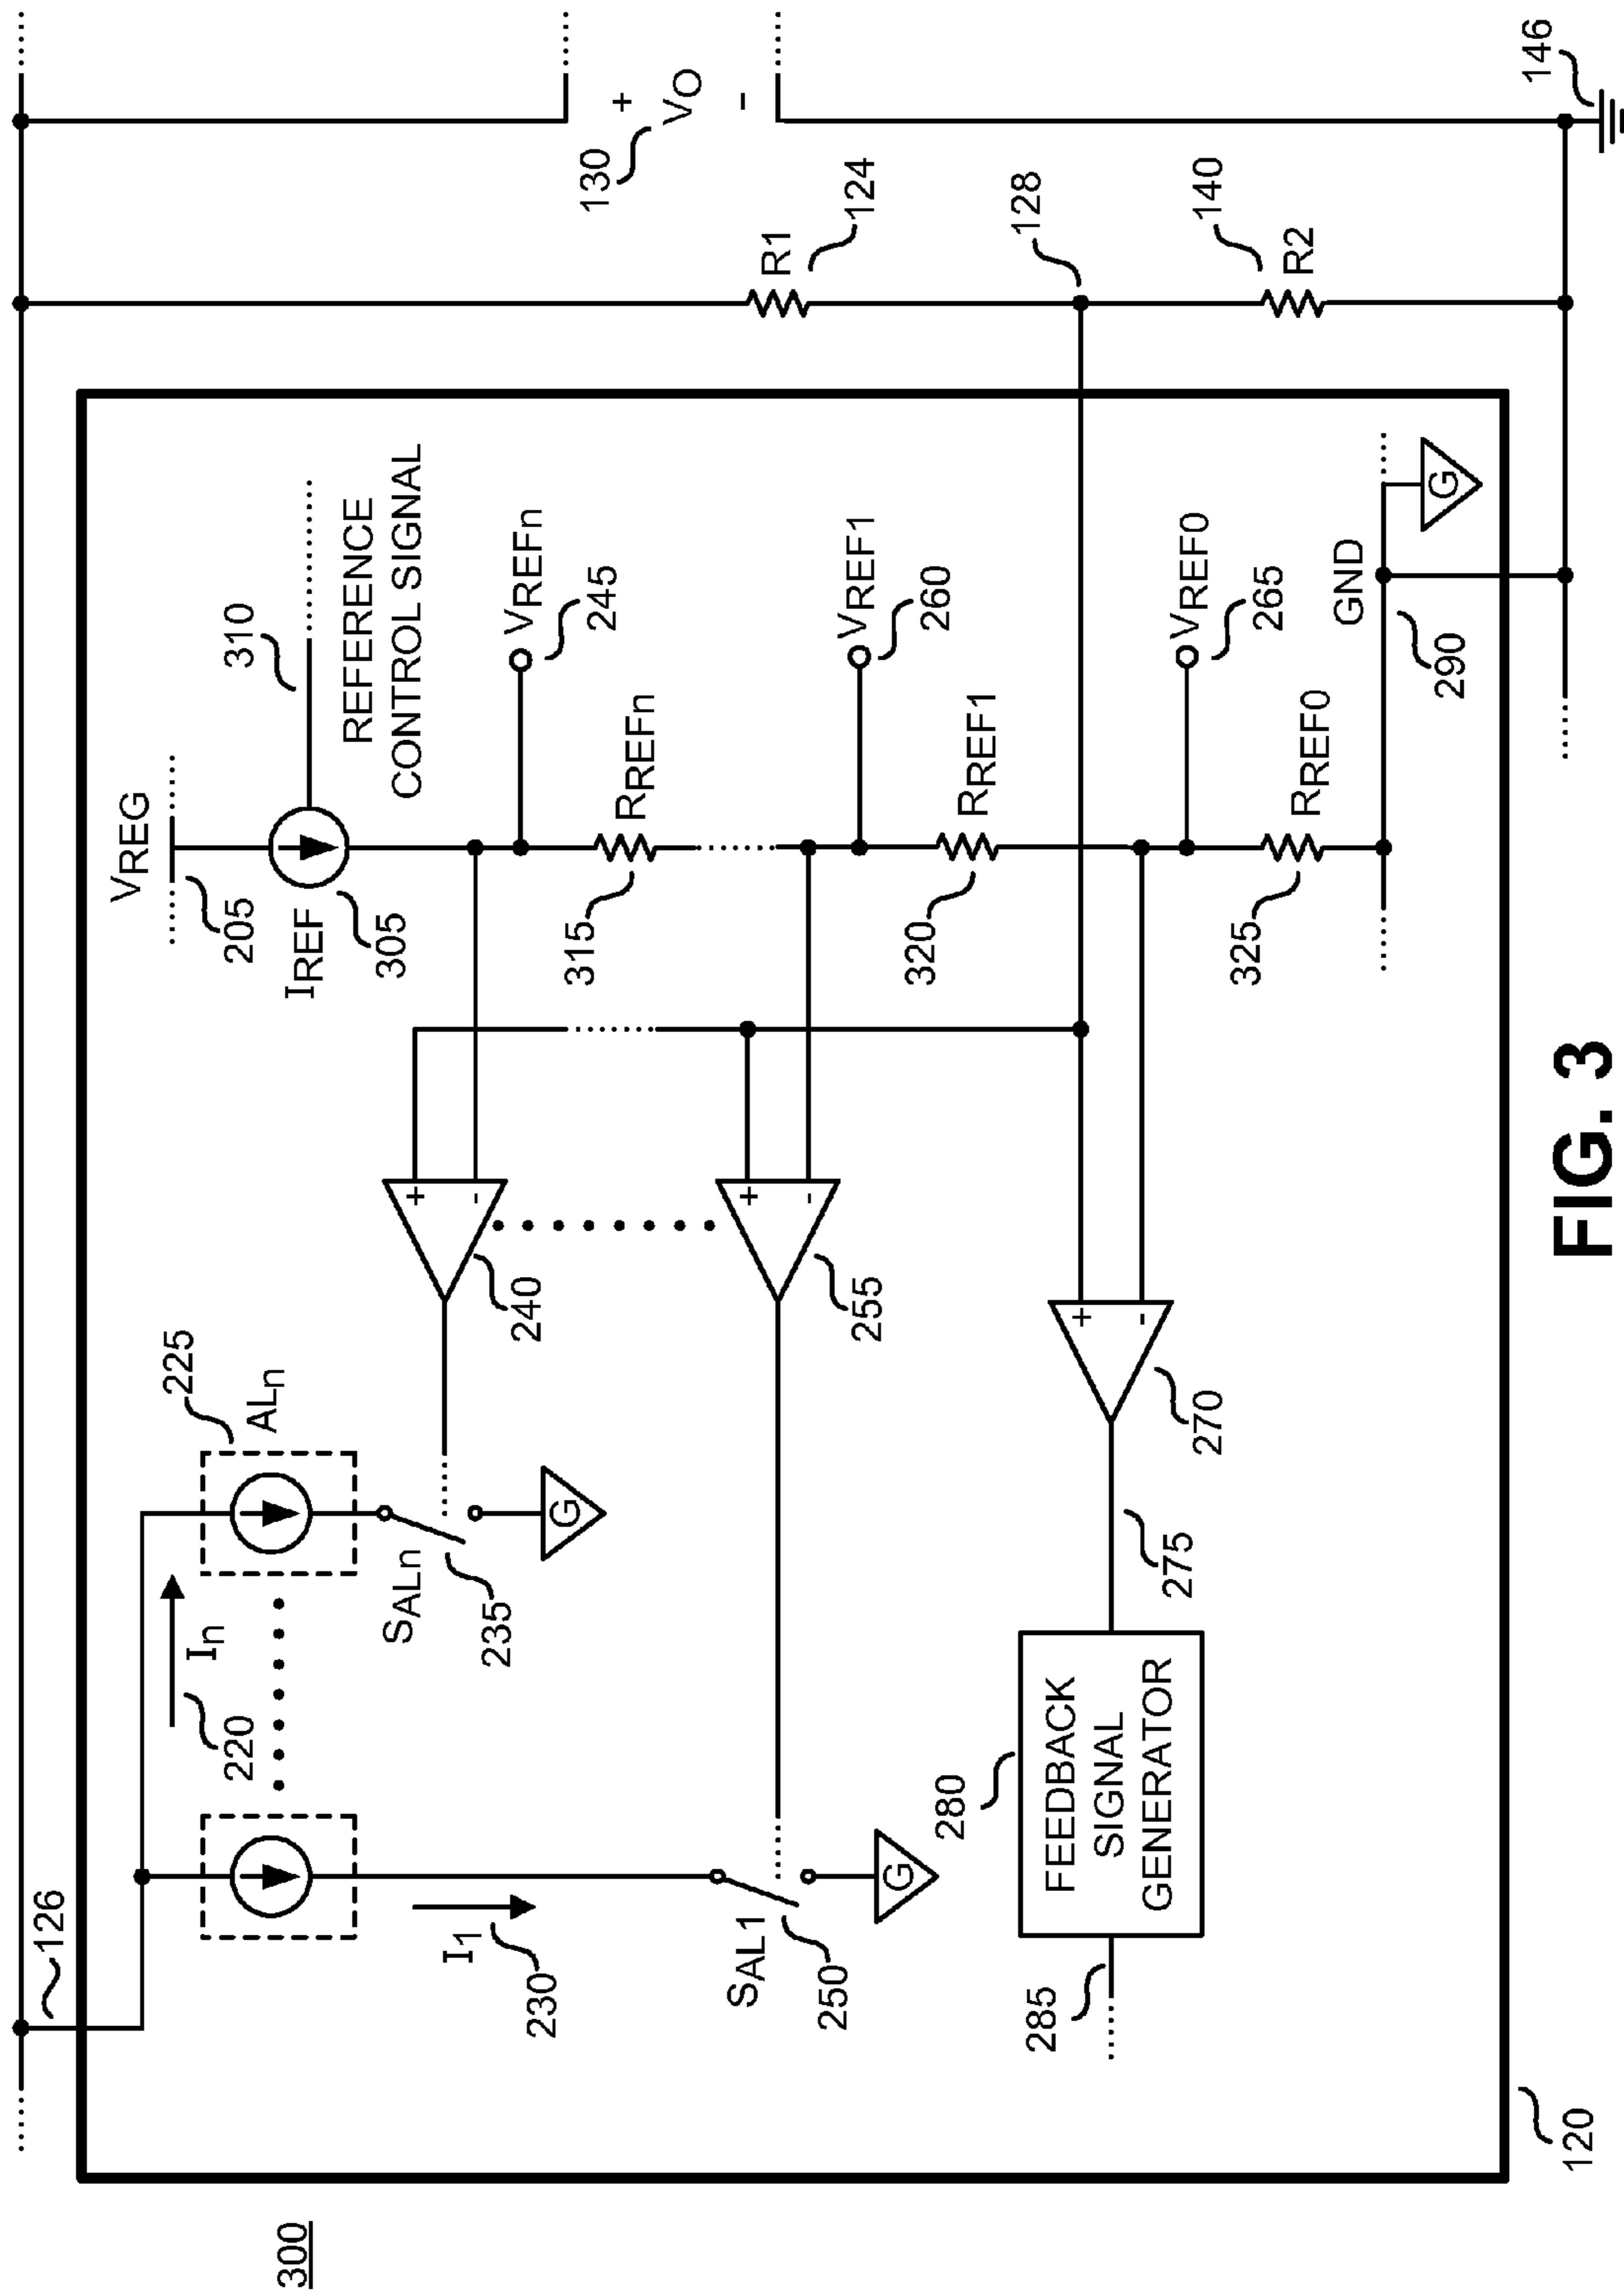 300
126
VREG
205
IREF
305
310
REFERENCE
CONTROL SIGNAL
225
ALn
In
220
I1
230
SALn
235
240
VREFn
245
RREFn
315
130
+
VO
-
R1
124
+
-
SAL1
250
255
VREF1
260
RREF1
320
+
-
128
280
FEEDBACK
SIGNAL
GENERATOR
285
275
270
+
-
VREF0
265
RREF0
325
140
R2
GND
290
G
G
G
146
120
FIG. 3